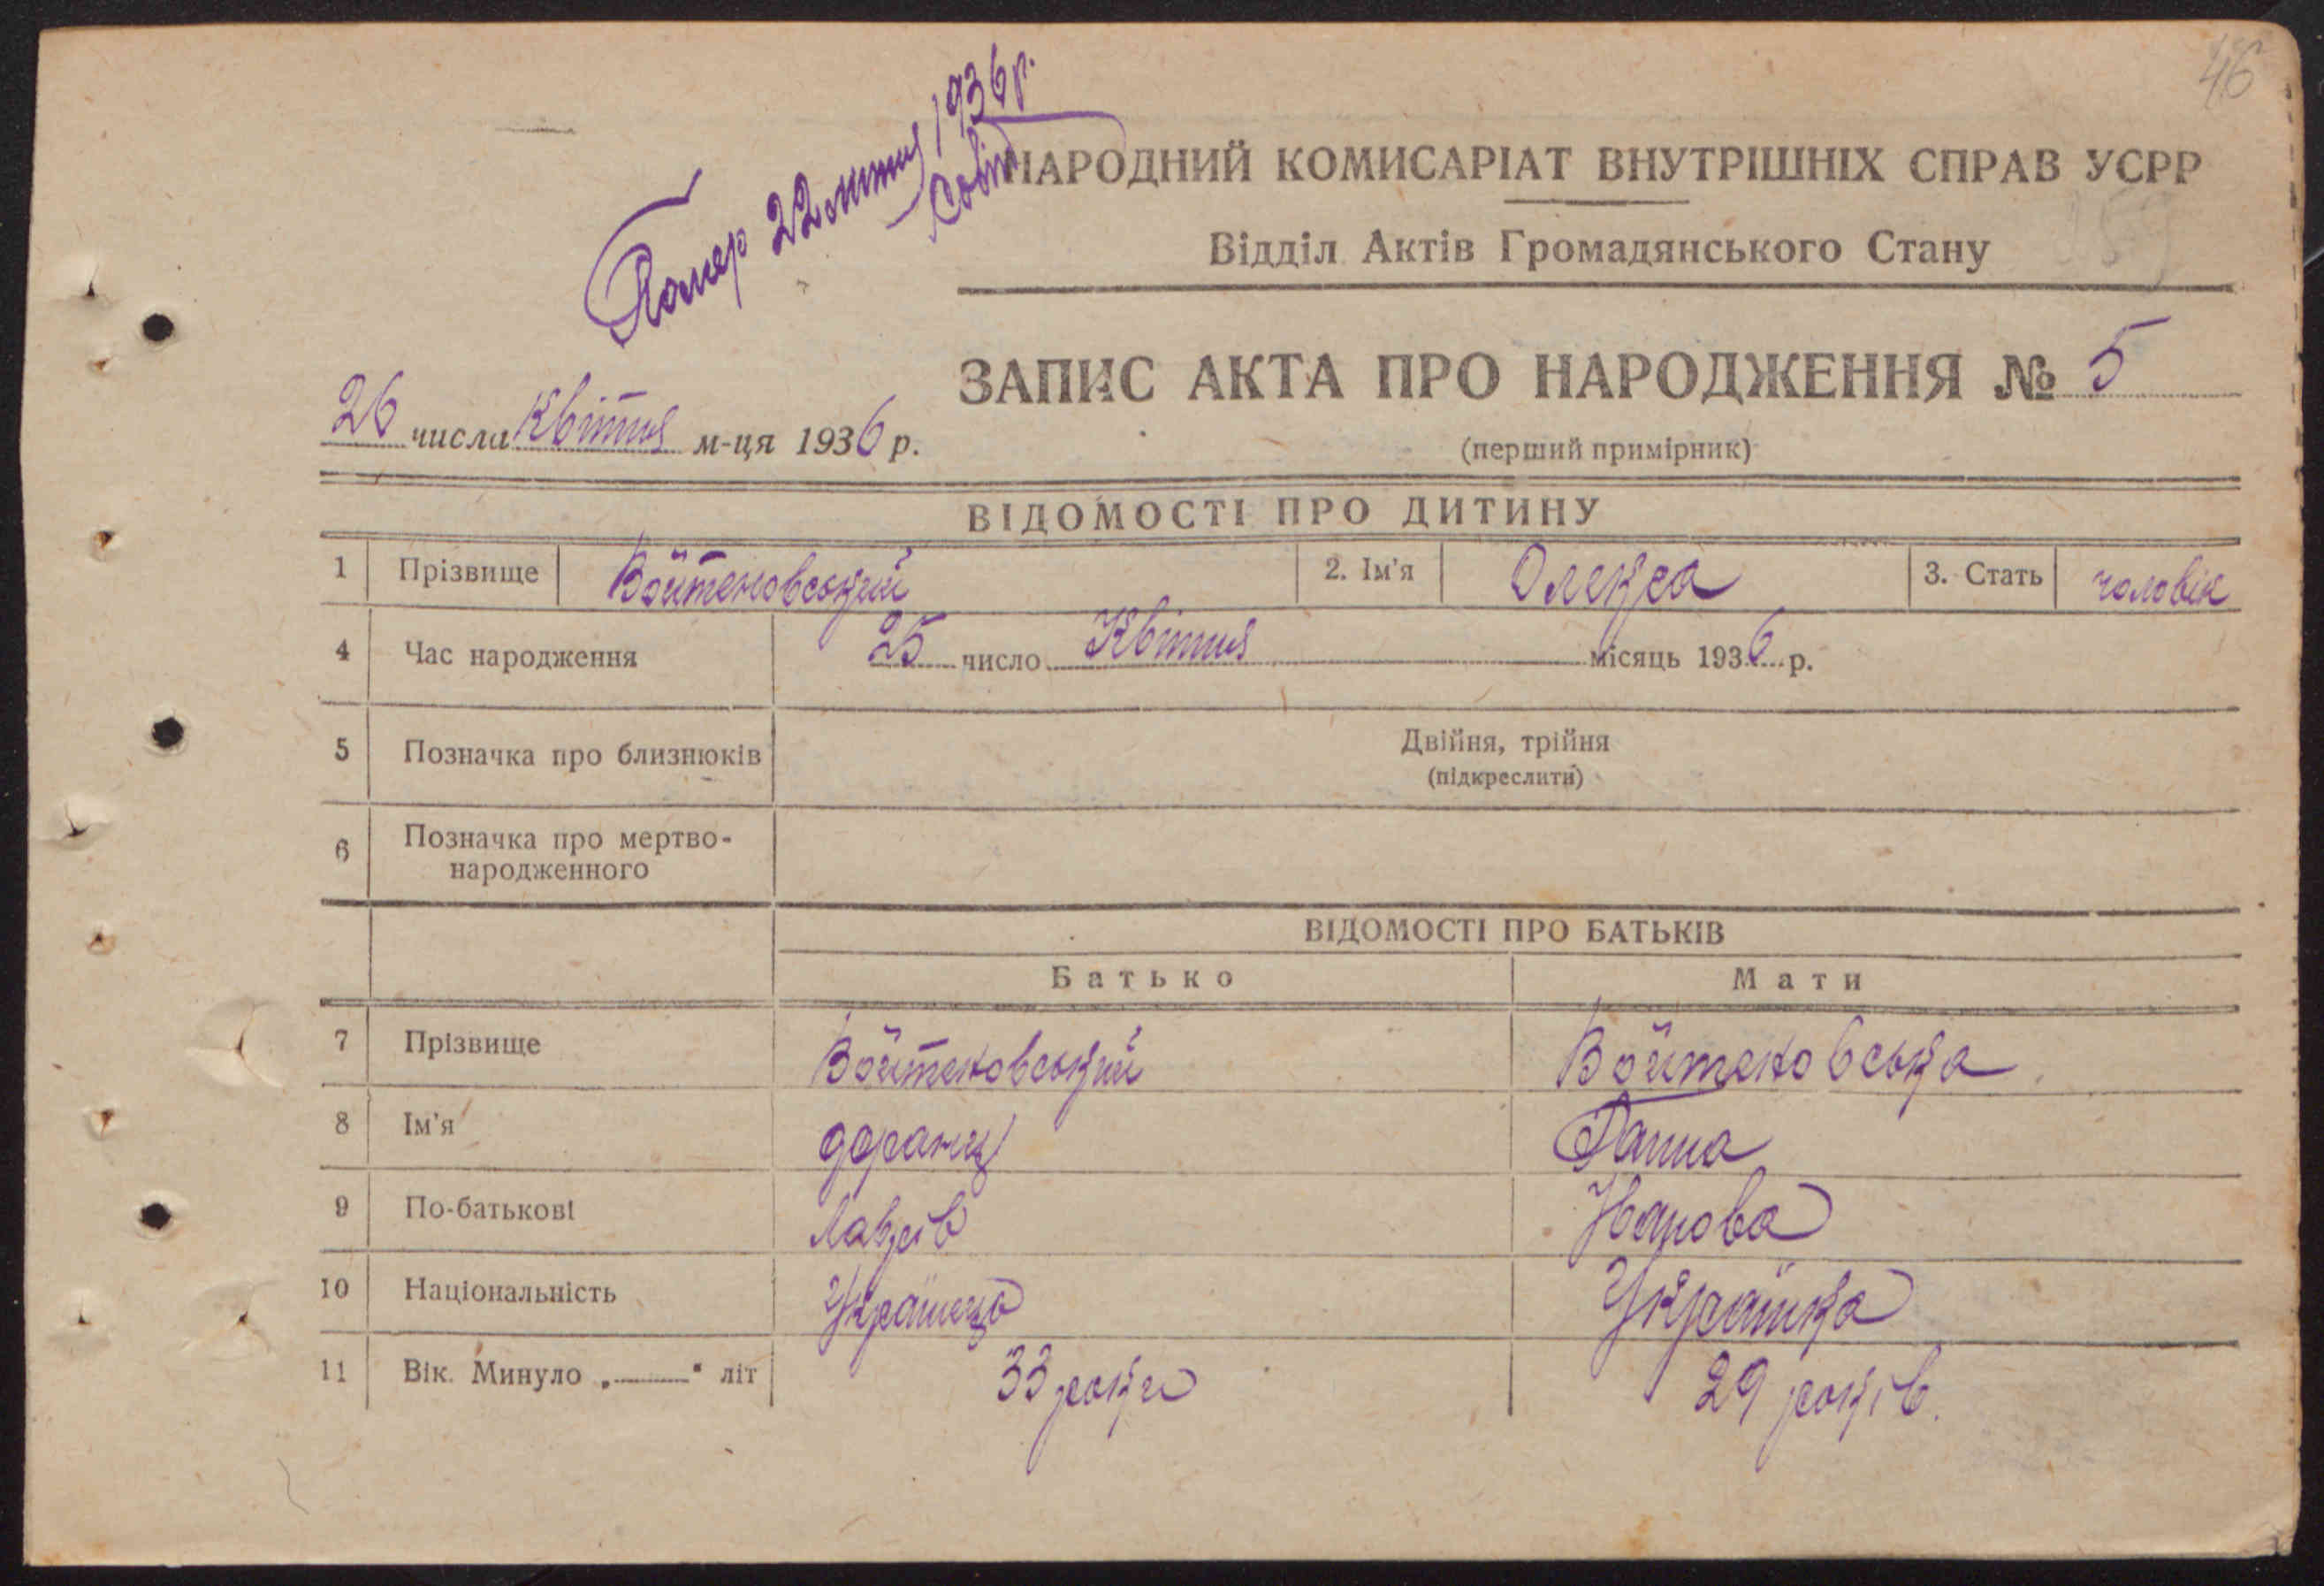 46
Помер 22 липня 1936 р.
НАРОДНИЙ КОМИСАРІАТ ВНУТРІШНІХ СПРАВ УСРР
Відділ Актів Громадянського Стану
ЗАПИС АКТА ПРО НАРОДЖЕННЯ № 5
26 числа Квітня м-ця 1936 р.
(перший примірник)
ВІДОМОСТІ ПРО ДИТИНУ
1 Прізвище Войтеновський 2. Ім'я Олекса 3. Стать чоловік
4 Час народження 25 число Квітня місяць 1936 р.
5 Позначка про близнюків Двійня, трійня
(підкреслити)
6 Позначка про мертво-
народженного
ВІДОМОСТІ ПРО БАТЬКІВ
Батько Мати
7 Прізвище Войтеновський Войтеновська
8 Ім'я Франц Ганна
9 По-батькові Іванова
10 Національність Українець Українка
11 Вік. Минуло „ “ літ 33 роки 29 років.